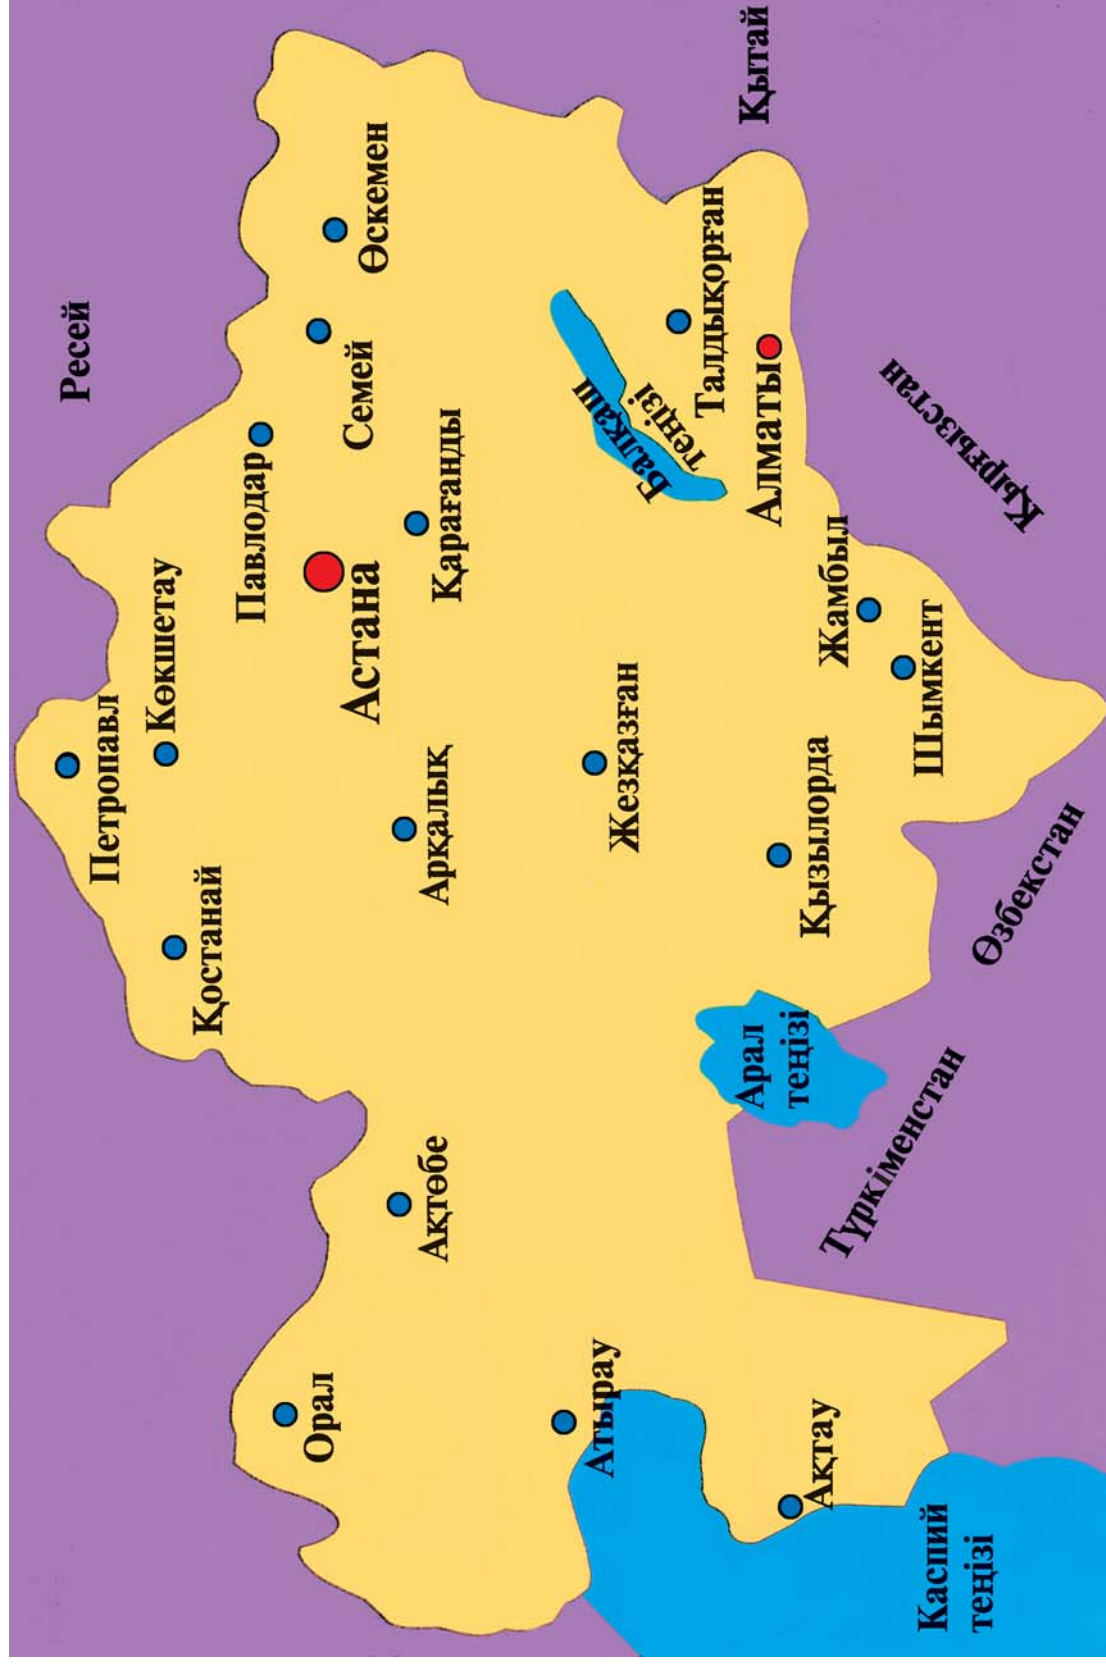 Ресей
Петропавл
Көкшетау
Қостанай
Павлодар
Орал
Астана
Семей
Өскемен
Ақтөбе
Арқалық
Қарағанды
Атырау
Жезқазған
Балқаш
теңізі
Талдықорған
Қытай
Арал
теңізі
Алматы
Ақтау
Қызылорда
Жамбыл
Түркіменстан
Шымкент
Қырғызстан
Каспий
теңізі
Өзбекстан